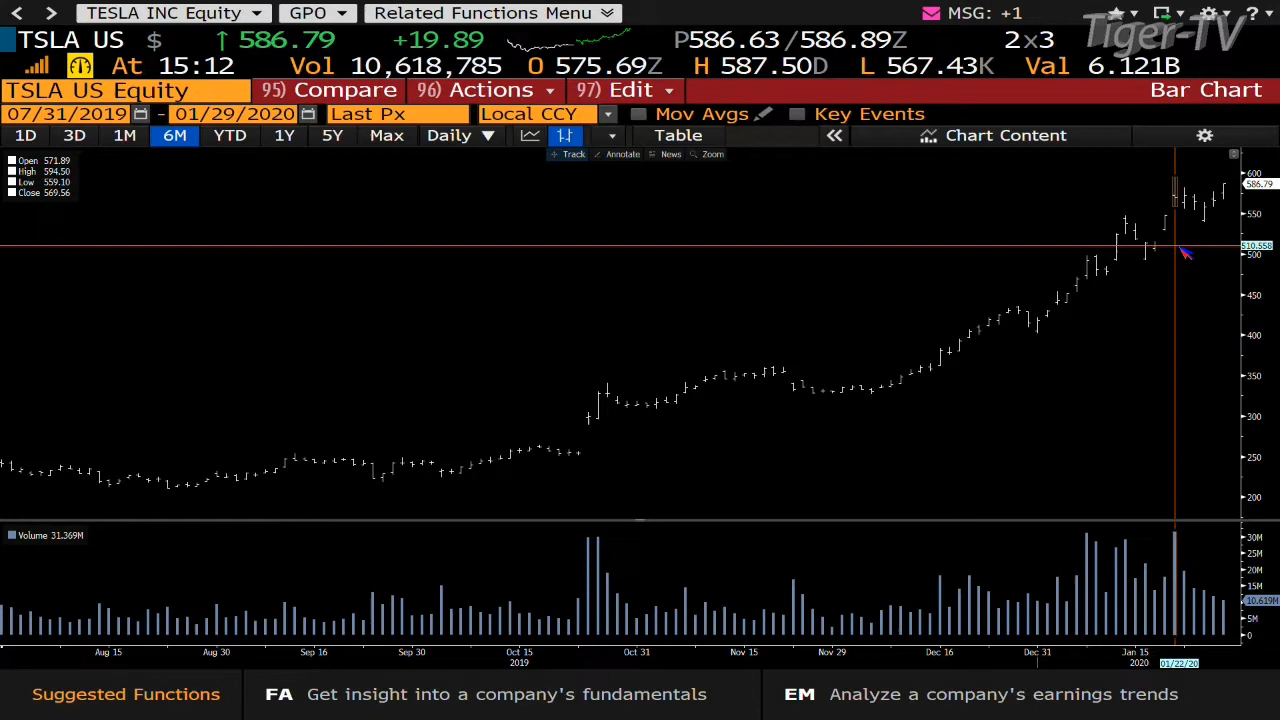 TESLA INC Equity GPO Related Functions Menu MSG: +1
TSLA US $ ↑ 586.79 +19.89 P586.63/586.89Z 2x3 Tiger-TV
At 15:12 Vol 10,618,785 O 575.69Z H 587.50D L 567.43K Val 6.121B
TSLA US Equity 95) Compare 96) Actions 97) Edit Bar Chart
07/31/2019 - 01/29/2020 Last Px Local CCY Mov Avgs Key Events
1D 3D 1M 6M YTD 1Y 5Y Max Daily ▼ Table « Chart Content
Track Annotate News Zoom
Open 571.89
High 594.50
Low 559.10
Close 569.56
600
586.79
550
510.558
500
450
400
350
300
250
200
Volume 31.369M
30M
25M
20M
15M
10.619M
5M
0
Aug 15 Aug 30 Sep 16 Sep 30 Oct 15 Oct 31 Nov 15 Nov 29 Dec 16 Dec 31 Jan 15
2019 2020 01/22/20
Suggested Functions FA Get insight into a company's fundamentals EM Analyze a company's earnings trends